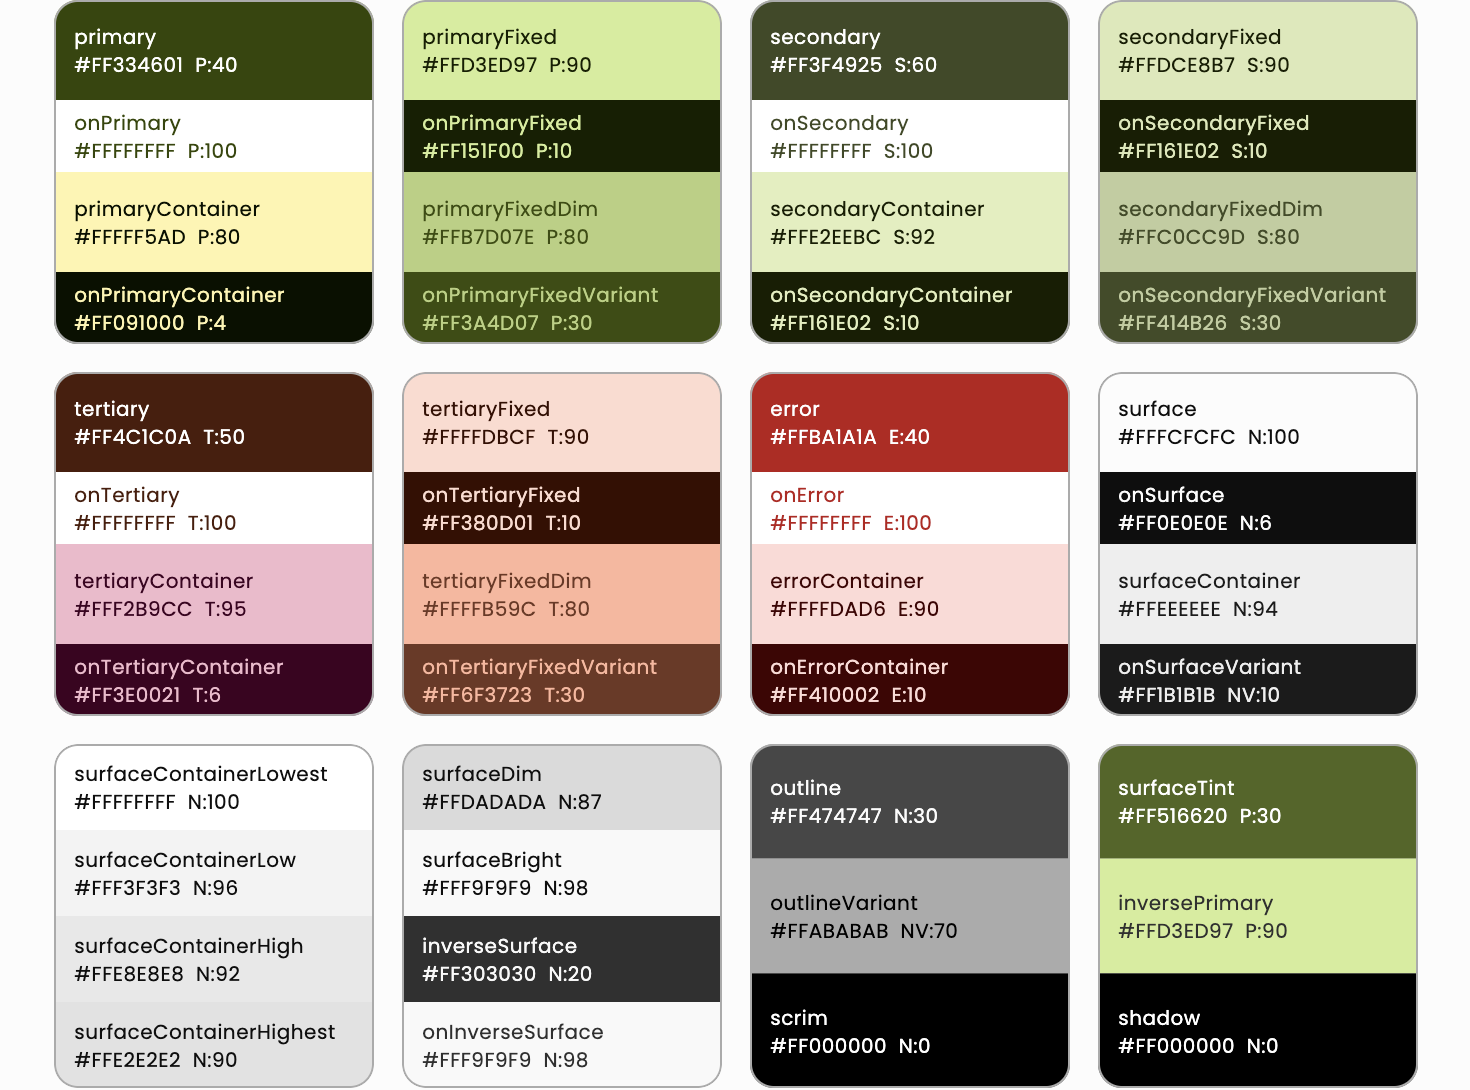 primary
#FF334601 P:40
onPrimary
#FFFFFFFF P:100
primaryContainer
#FFFFF5AD P:80
onPrimaryContainer
#FF091000 P:4
primaryFixed
#FFD3ED97 P:90
onPrimaryFixed
#FF151F00 P:10
primaryFixedDim
#FFB7D07E P:80
onPrimaryFixedVariant
#FF3A4D07 P:30
secondary
#FF3F4925 S:60
onSecondary
#FFFFFFFF S:100
secondaryContainer
#FFE2EEBC S:92
onSecondaryContainer
#FF161E02 S:10
secondaryFixed
#FFDCE8B7 S:90
onSecondaryFixed
#FF161E02 S:10
secondaryFixedDim
#FFC0CC9D S:80
onSecondaryFixedVariant
#FF414B26 S:30
tertiary
#FF4C1C0A T:50
onTertiary
#FFFFFFFF T:100
tertiaryContainer
#FFF2B9CC T:95
onTertiaryContainer
#FF3E0021 T:6
tertiaryFixed
#FFFFDBCF T:90
onTertiaryFixed
#FF380D01 T:10
tertiaryFixedDim
#FFFFB59C T:80
onTertiaryFixedVariant
#FF6F3723 T:30
error
#FFBA1A1A E:40
onError
#FFFFFFFF E:100
errorContainer
#FFFFDAD6 E:90
onErrorContainer
#FF410002 E:10
surface
#FFFCFCFC N:100
onSurface
#FF0E0E0E N:6
surfaceContainer
#FFEEEEEE N:94
onSurfaceVariant
#FF1B1B1B NV:10
surfaceContainerLowest
#FFFFFFFF N:100
surfaceContainerLow
#FFF3F3F3 N:96
surfaceContainerHigh
#FFE8E8E8 N:92
surfaceContainerHighest
#FFE2E2E2 N:90
surfaceDim
#FFDADADA N:87
surfaceBright
#FFF9F9F9 N:98
inverseSurface
#FF303030 N:20
onInverseSurface
#FFF9F9F9 N:98
outline
#FF474747 N:30
outlineVariant
#FFABABAB NV:70
scrim
#FF000000 N:0
surfaceTint
#FF516620 P:30
inversePrimary
#FFD3ED97 P:90
shadow
#FF000000 N:0